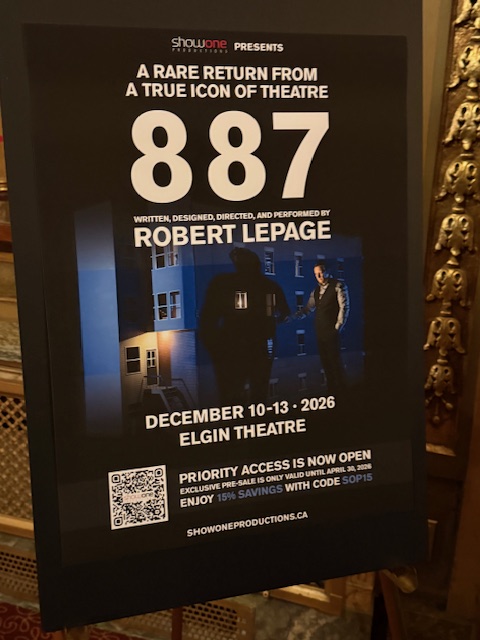 showone PRESENTS
PRODUCTIONS
A RARE RETURN FROM
A TRUE ICON OF THEATRE
887
WRITTEN, DESIGNED, DIRECTED, AND PERFORMED BY
ROBERT LEPAGE
DECEMBER 10-13 · 2026
ELGIN THEATRE
PRIORITY ACCESS IS NOW OPEN
EXCLUSIVE PRE-SALE IS ONLY VALID UNTIL APRIL 30, 2026
ENJOY 15% SAVINGS WITH CODE SOP15
showone
SHOWONEPRODUCTIONS.CA